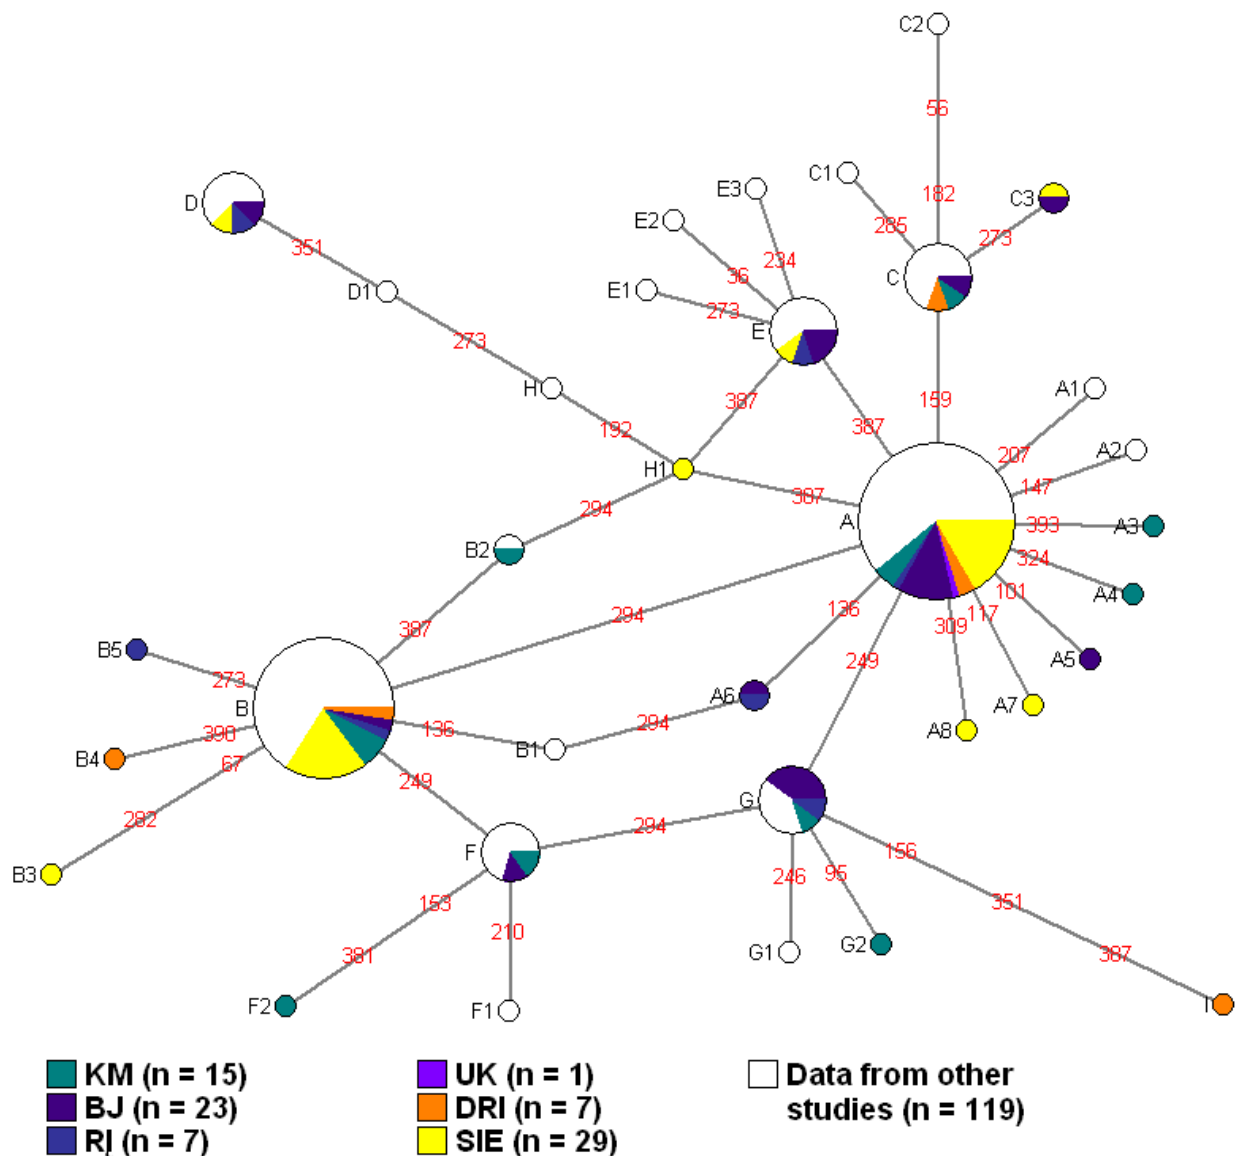 C2
56
C1
E3
182
C3
D
E2
285
273
351
234
36
C
E1
D1
273
E
273
H
387
387
159
A1
192
207
A2
H1
147
387
A
393
A3
294
324
B2
101
A4
136
117
294
309
387
B5
249
A5
273
A6
B
294
A7
136
A8
398
B1
B4
67
249
282
G
294
F
156
B3
246
95
153
351
210
G2
381
G1
387
F2
F1
I
KM (n = 15)
BJ (n = 23)
RJ (n = 7)
UK (n = 1)
DRI (n = 7)
SIE (n = 29)
Data from other
studies (n = 119)